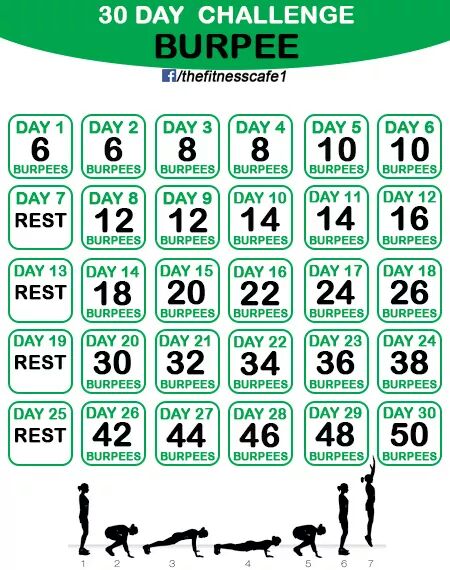 30 DAY CHALLENGE
BURPEE
f/thefitnesscafe1
DAY 1 DAY 2 DAY 3 DAY 4 DAY 5 DAY 6
6 6 8 8 10 10
BURPEES BURPEES BURPEES BURPEES BURPEES BURPEES
DAY 7 DAY 8 DAY 9 DAY 10 DAY 11 DAY 12
REST 12 12 14 14 16
BURPEES BURPEES BURPEES BURPEES BURPEES
DAY 13 DAY 14 DAY 15 DAY 16 DAY 17 DAY 18
REST 18 20 22 24 26
BURPEES BURPEES BURPEES BURPEES BURPEES
DAY 19 DAY 20 DAY 21 DAY 22 DAY 23 DAY 24
REST 30 32 34 36 38
BURPEES BURPEES BURPEES BURPEES BURPEES
DAY 25 DAY 26 DAY 27 DAY 28 DAY 29 DAY 30
REST 42 44 46 48 50
BURPEES BURPEES BURPEES BURPEES BURPEES
1 2 3 4 5 6 7